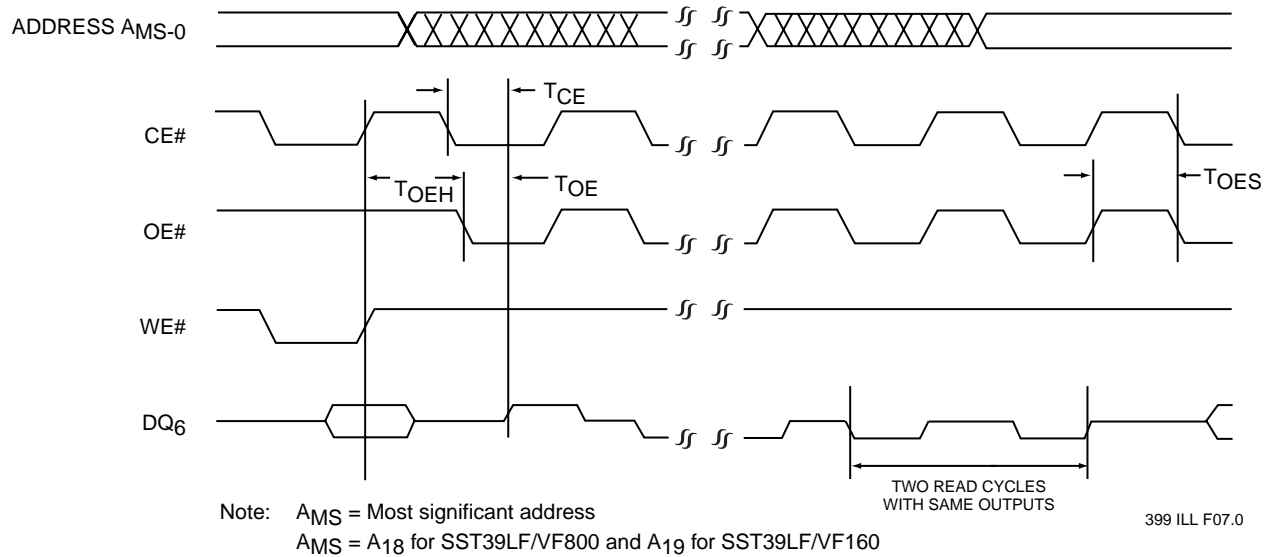 ADDRESS AMS-0
TCE
CE#
TOEH
TOE
TOES
OE#
WE#
DQ6
TWO READ CYCLES
WITH SAME OUTPUTS
Note: AMS = Most significant address
399 ILL F07.0
AMS = A18 for SST39LF/VF800 and A19 for SST39LF/VF160